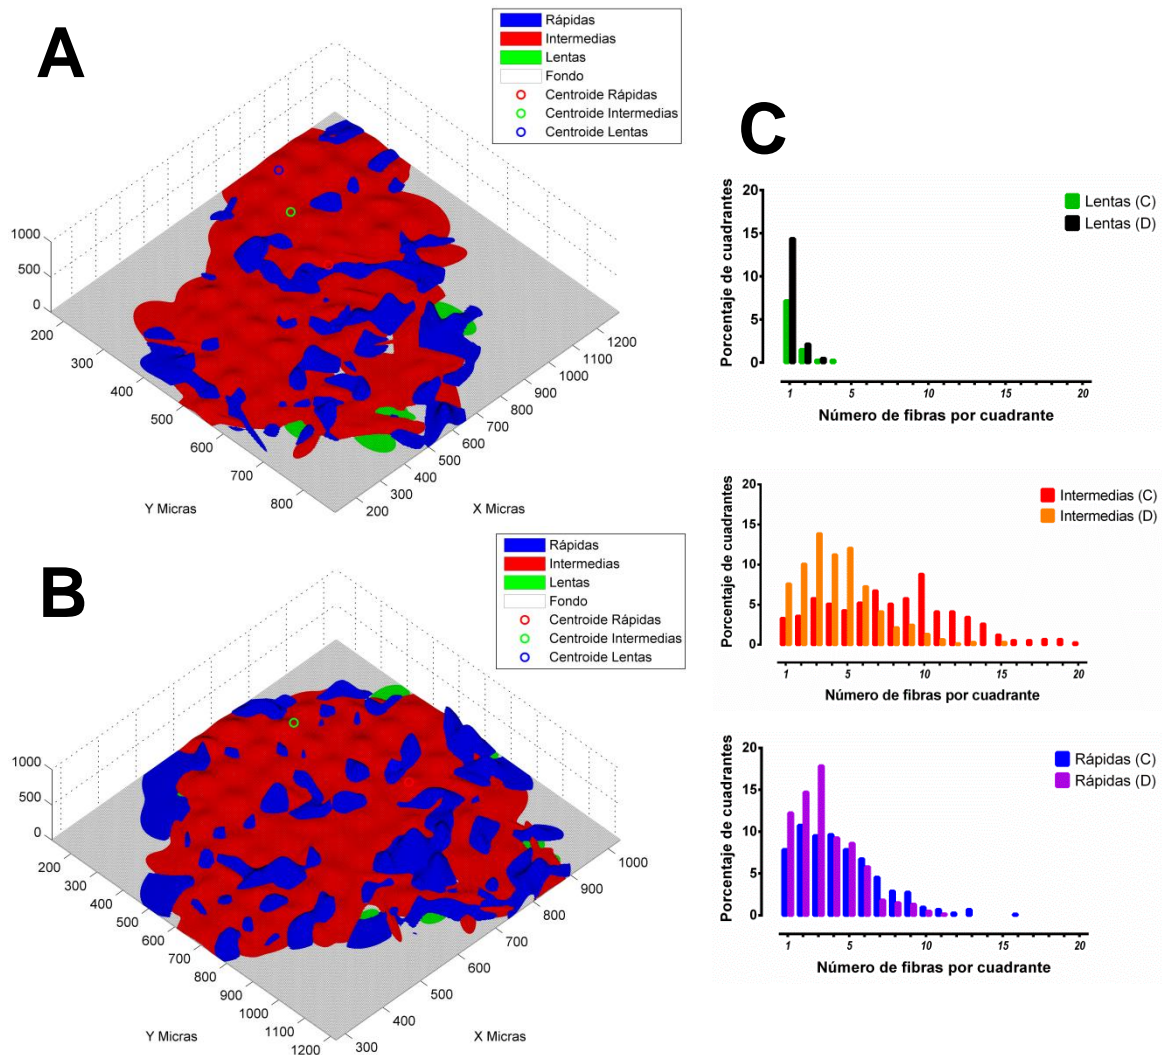 A
Rápidas
Intermedias
Lentas
Fondo
Centroide Rápidas
Centroide Intermedias
Centroide Lentas
1000
500
0
200
300
400
500
600
700
800
Y Micras
200
300
400
500
600
700
800
900
1000
1100
1200
X Micras
B
Rápidas
Intermedias
Lentas
Fondo
Centroide Rápidas
Centroide Intermedias
Centroide Lentas
1000
500
0
200
300
400
500
600
700
800
900
1000
1100
1200
Y Micras
300
400
500
600
700
800
900
1000
X Micras
C
Porcentaje de cuadrantes
20
15
10
5
0
Lentas (C)
Lentas (D)
1 5 10 15 20
Número de fibras por cuadrante
Porcentaje de cuadrantes
20
15
10
5
0
Intermedias (C)
Intermedias (D)
1 5 10 15 20
Número de fibras por cuadrante
Porcentaje de cuadrantes
20
15
10
5
0
Rápidas (C)
Rápidas (D)
1 5 10 15 20
Número de fibras por cuadrante